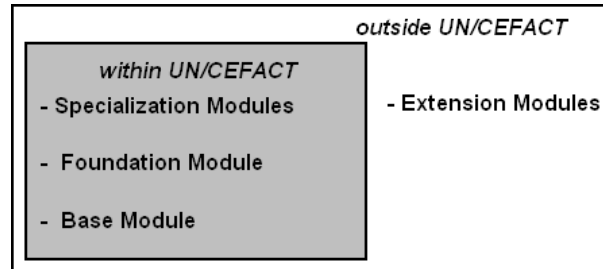 outside UN/CEFACT
within UN/CEFACT
- Specialization Modules
- Extension Modules
- Foundation Module
- Base Module